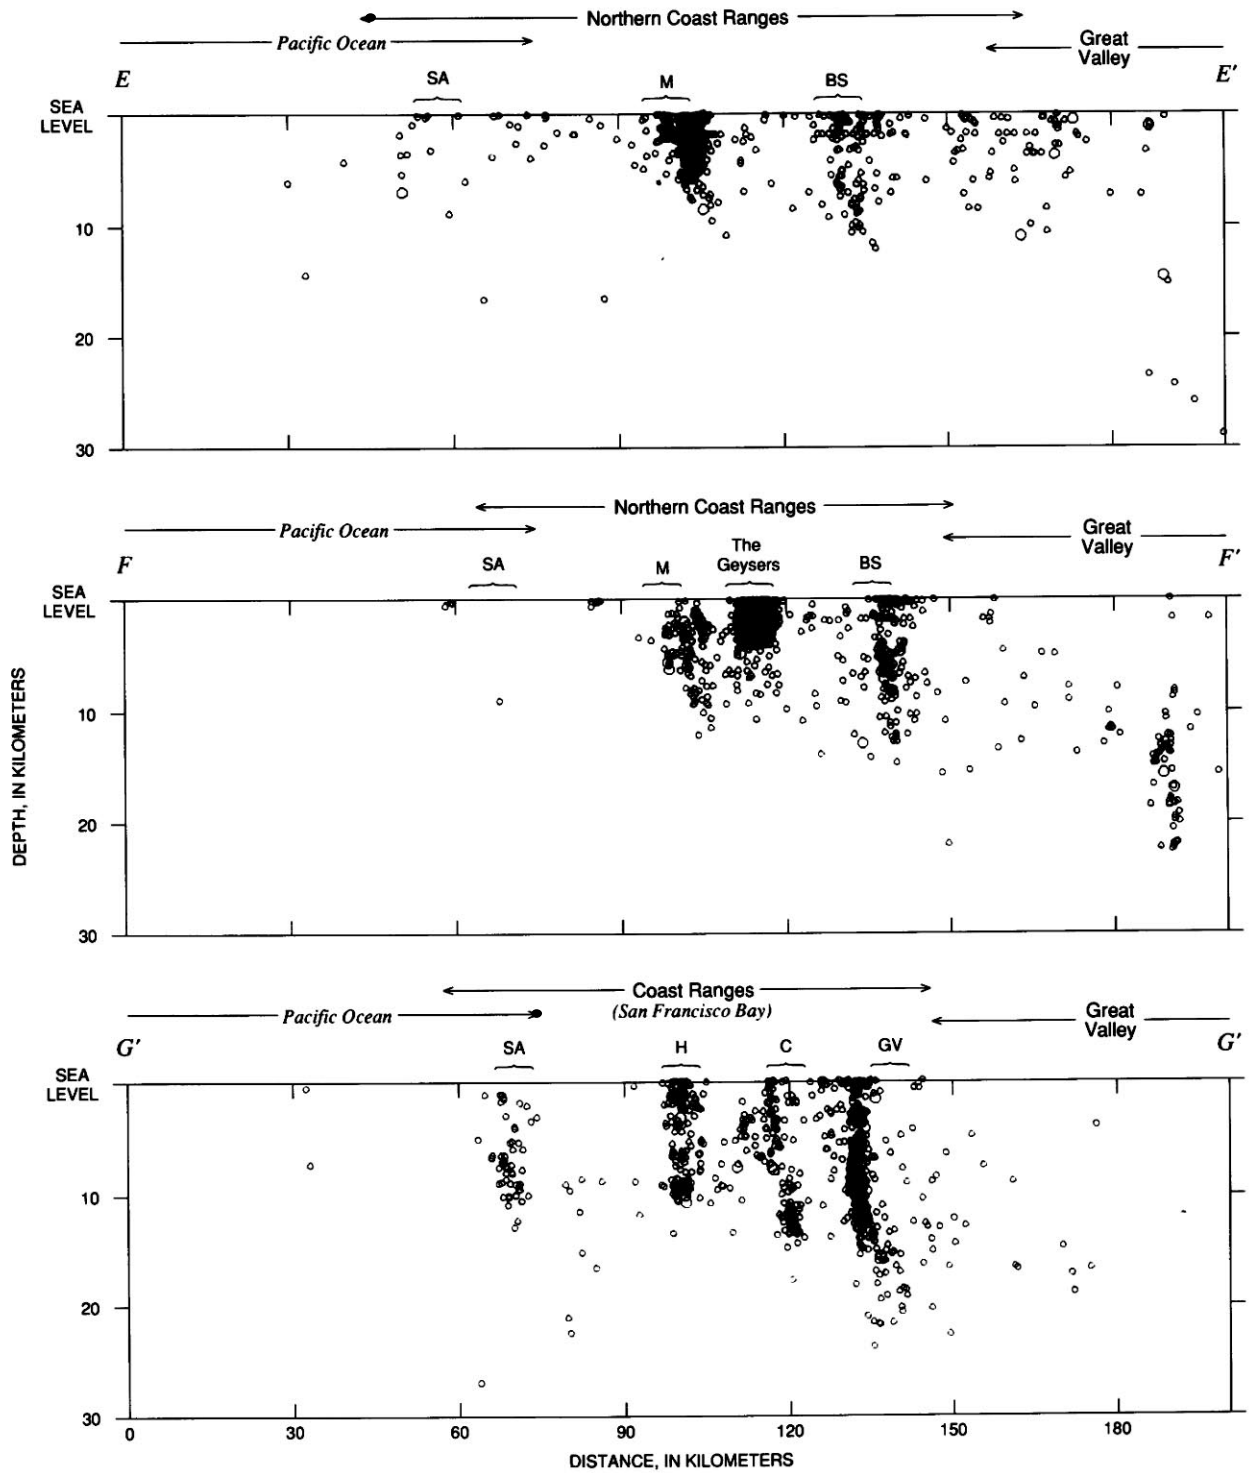 Northern Coast Ranges
Pacific Ocean
Great
Valley
E
SA
M
BS
E'
SEA
LEVEL
10
20
30
Northern Coast Ranges
Pacific Ocean
Great
Valley
F
SA
M
The
Geysers
BS
F'
SEA
LEVEL
10
20
30
DEPTH, IN KILOMETERS
Coast Ranges
(San Francisco Bay)
Pacific Ocean
Great
Valley
G'
SA
H
C
GV
G'
SEA
LEVEL
10
20
30
0 30 60 90 120 150 180
DISTANCE, IN KILOMETERS